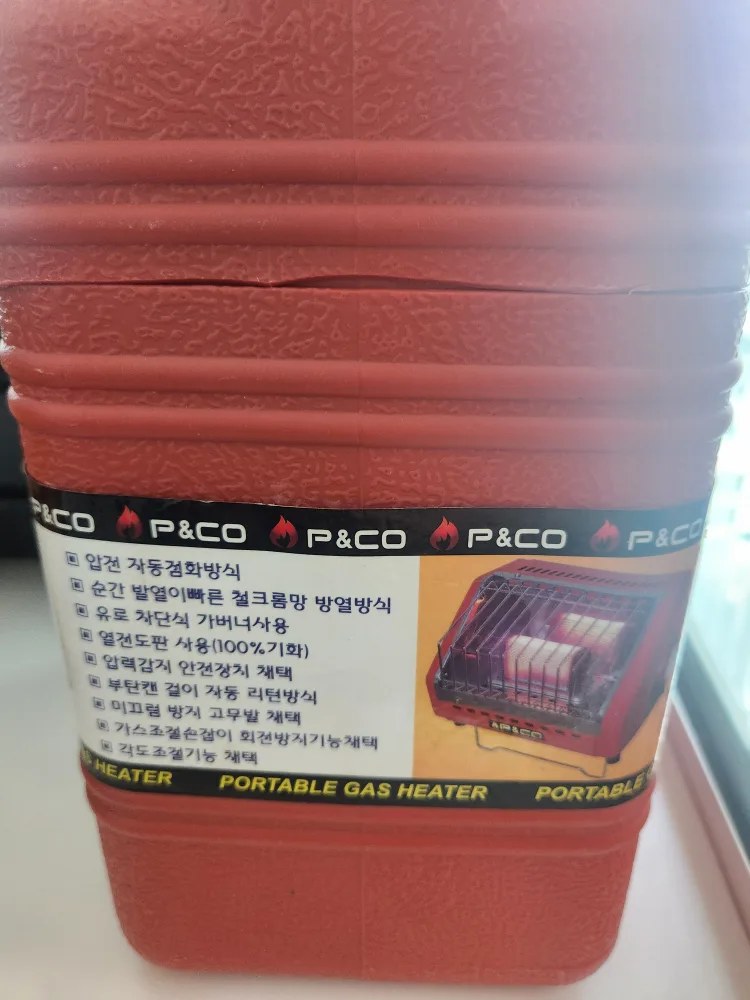 P&CO P&CO P&CO P&CO P&CO
▣ 압전 자동점화방식
▣ 순간 발열이빠른 철크롬망 방열방식
▣ 유로 차단식 가버너사용
▣ 열전도판 사용(100%기화)
▣ 압력감지 안전장치 채택
▣ 부탄캔 걸이 자동 리턴방식
▣ 미끄럼 방지 고무발 채택
▣ 가스조절손잡이 회전방지기능채택
▣ 각도조절기능 채택
P&CO
HEATER PORTABLE GAS HEATER PORTABLE